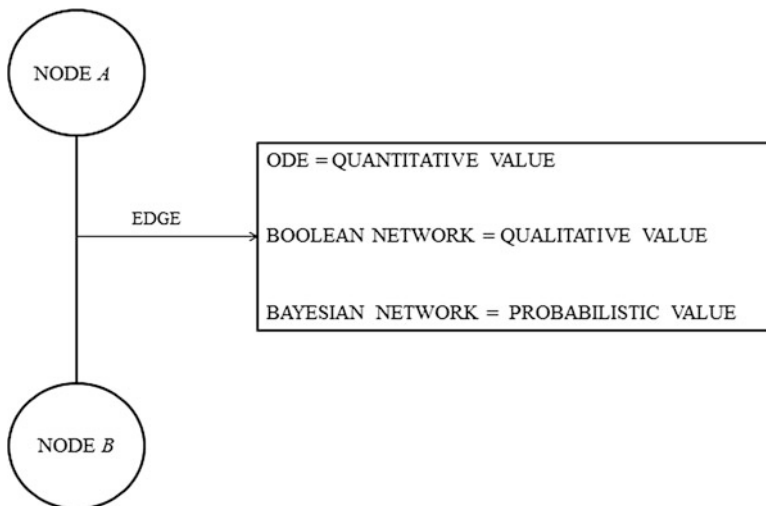 NODE A
EDGE
ODE = QUANTITATIVE VALUE
BOOLEAN NETWORK = QUALITATIVE VALUE
BAYESIAN NETWORK = PROBABILISTIC VALUE
NODE B